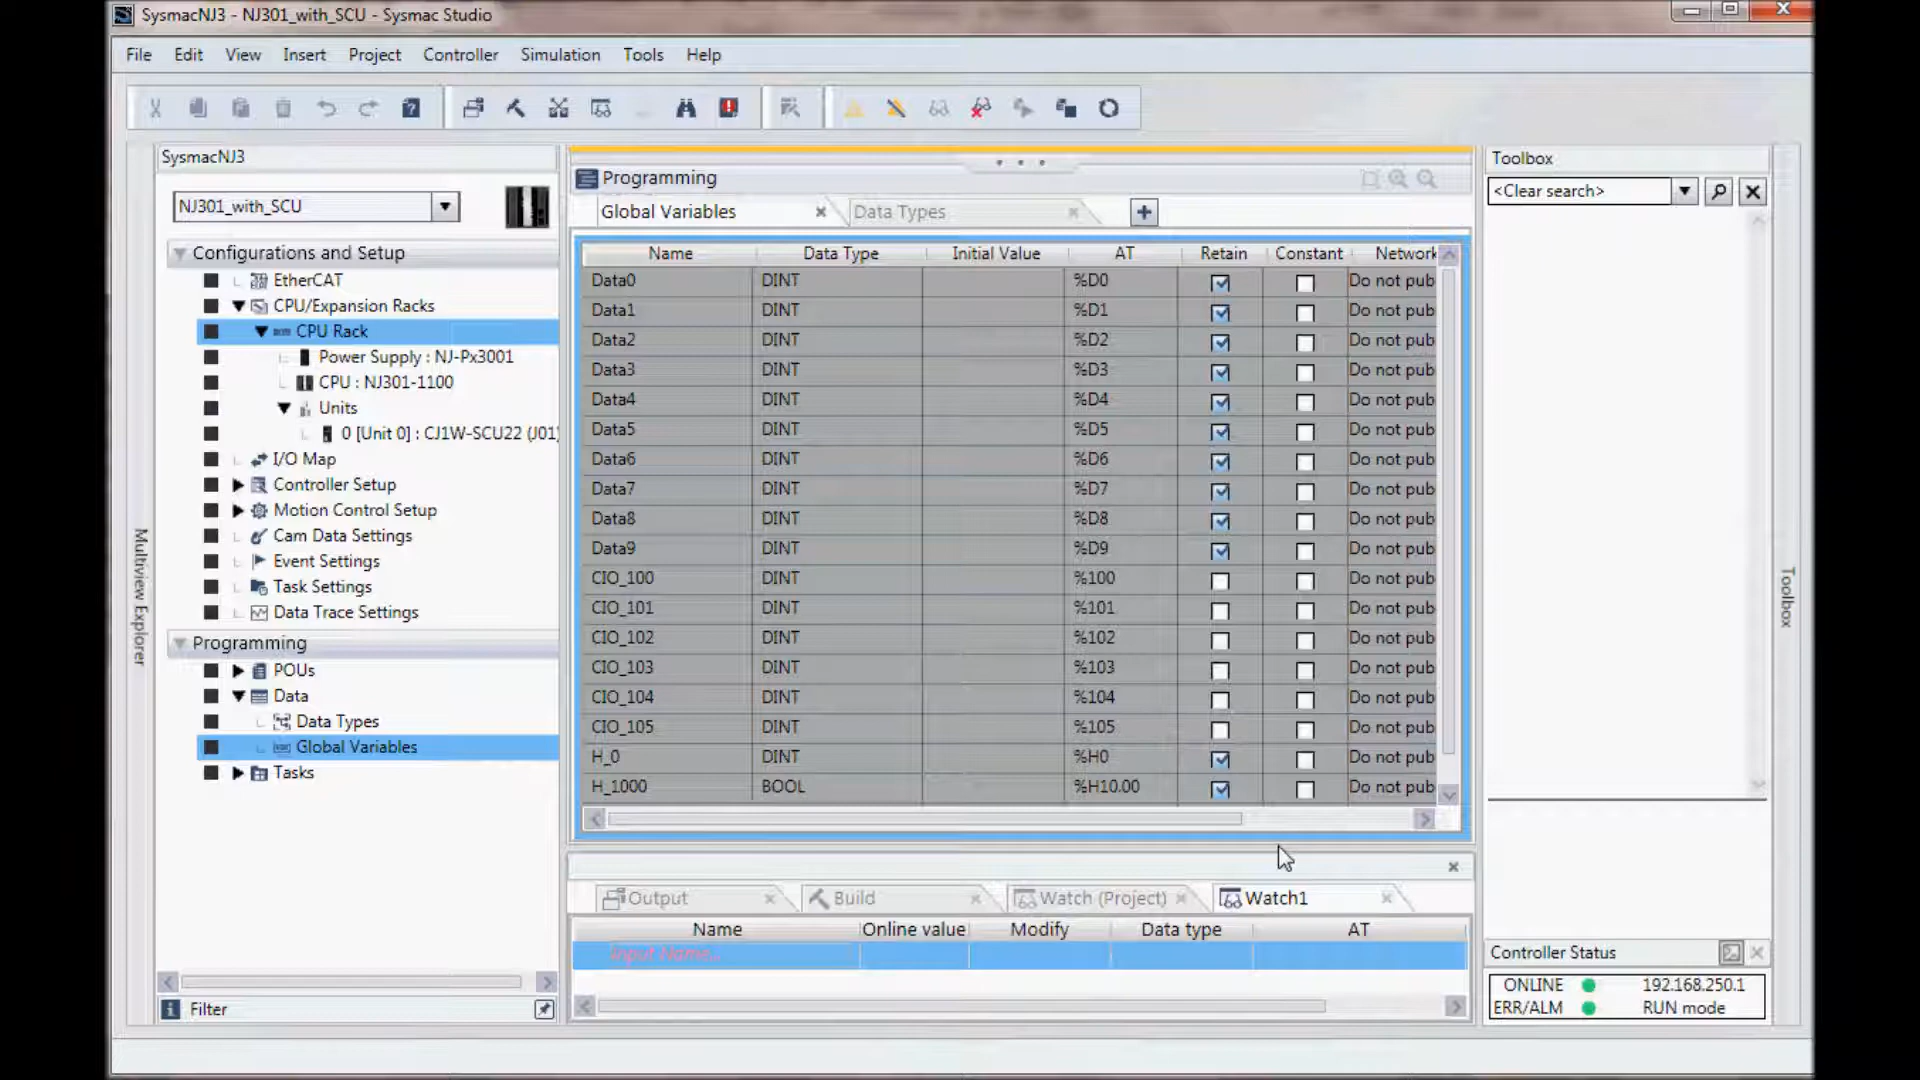 SysmacNJ3 - NJ301_with_SCU - Sysmac Studio
File Edit View Insert Project Controller Simulation Tools Help
SysmacNJ3
NJ301_with_SCU
Configurations and Setup
EtherCAT
CPU/Expansion Racks
CPU Rack
Power Supply : NJ-Px3001
CPU : NJ301-1100
Units
0 [Unit 0] : CJ1W-SCU22 (J01)
I/O Map
Controller Setup
Motion Control Setup
Cam Data Settings
Event Settings
Task Settings
Data Trace Settings
Programming
POUs
Data
Data Types
Global Variables
Tasks
Filter
Multiview Explorer
Programming
Global Variables Data Types
Name Data Type Initial Value AT Retain Constant Network
Data0 DINT %D0 Do not pub
Data1 DINT %D1 Do not pub
Data2 DINT %D2 Do not pub
Data3 DINT %D3 Do not pub
Data4 DINT %D4 Do not pub
Data5 DINT %D5 Do not pub
Data6 DINT %D6 Do not pub
Data7 DINT %D7 Do not pub
Data8 DINT %D8 Do not pub
Data9 DINT %D9 Do not pub
CIO_100 DINT %100 Do not pub
CIO_101 DINT %101 Do not pub
CIO_102 DINT %102 Do not pub
CIO_103 DINT %103 Do not pub
CIO_104 DINT %104 Do not pub
CIO_105 DINT %105 Do not pub
H_0 DINT %H0 Do not pub
H_1000 BOOL %H10.00 Do not pub
Output Build Watch (Project) Watch1
Name Online value Modify Data type AT
Input Name...
Toolbox
<Clear search>
Toolbox
Controller Status
ONLINE 192.168.250.1
ERR/ALM RUN mode